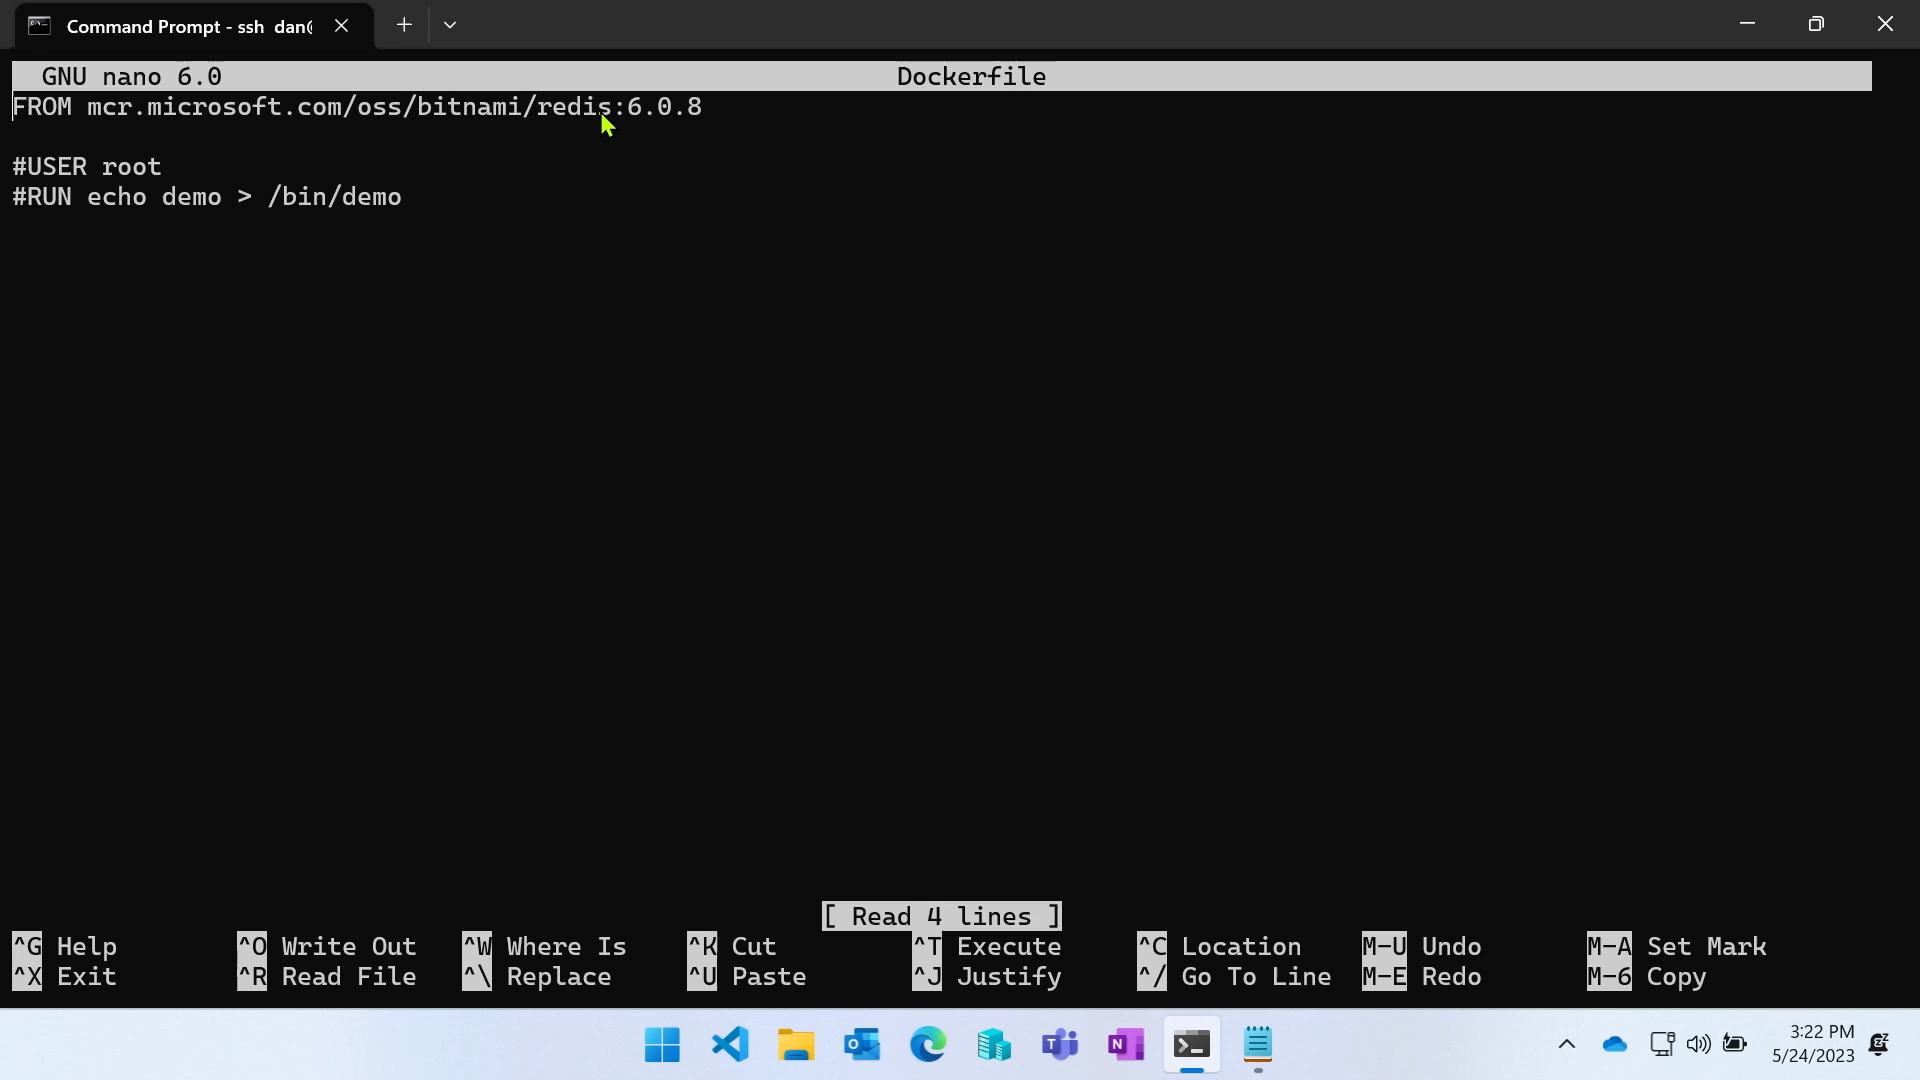 Command Prompt - ssh dan
GNU nano 6.0 Dockerfile
FROM mcr.microsoft.com/oss/bitnami/redis:6.0.8
#USER root
#RUN echo demo > /bin/demo
[ Read 4 lines ]
^G Help ^O Write Out ^W Where Is ^K Cut ^T Execute ^C Location M-U Undo M-A Set Mark
^X Exit ^R Read File ^\ Replace ^U Paste ^J Justify ^/ Go To Line M-E Redo M-6 Copy
3:22 PM
5/24/2023